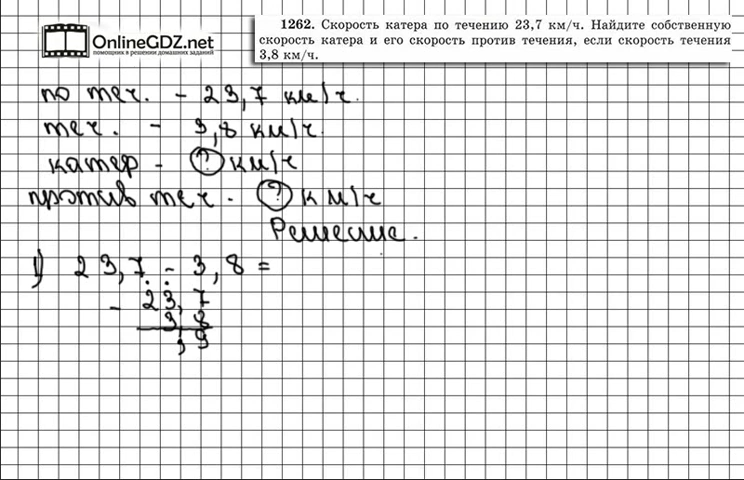 OnlineGDZ.net
помощник в решении домашних заданий
1262. Скорость катера по течению 23,7 км/ч. Найдите собственную
скорость катера и его скорость против течения, если скорость течения
3,8 км/ч.
по теч. - 23,7 км/ч.
теч. - 3,8 км/ч.
катер - ? км/ч
против теч. - ? км/ч
Решение.
1) 23,7 - 3,8 =
- 23,7
3,8
,9